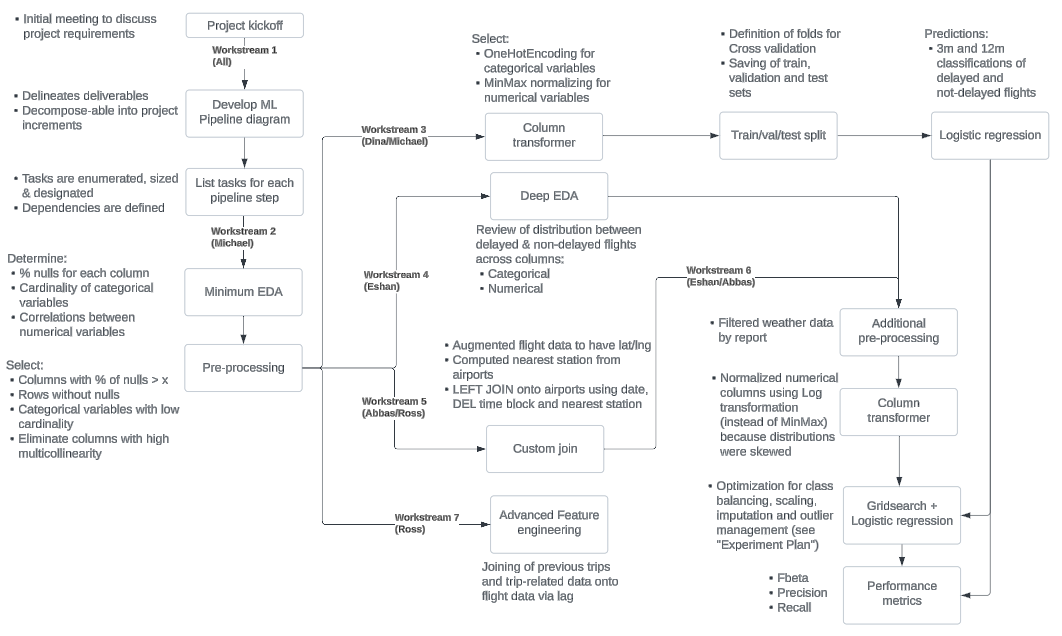 • Initial meeting to discuss
project requirements
Project kickoff
Workstream 1
(All)
• Delineates deliverables
• Decompose-able into project
increments
Develop ML
Pipeline diagram
• Tasks are enumerated, sized
& designated
• Dependencies are defined
List tasks for each
pipeline step
Workstream 2
(Michael)
Determine:
• % nulls for each column
• Cardinality of categorical
variables
• Correlations between
numerical variables
Minimum EDA
Select:
• Columns with % of nulls > x
• Rows without nulls
• Categorical variables with low
cardinality
• Eliminate columns with high
multicollinearity
Pre-processing
Workstream 3
(Dina/Michael)
Select:
• OneHotEncoding for
categorical variables
• MinMax normalizing for
numerical variables
Column
transformer
• Definition of folds for
Cross validation
• Saving of train,
validation and test
sets
Train/val/test split
Predictions:
• 3m and 12m
classifications of
delayed and
not-delayed flights
Logistic regression
Workstream 4
(Eshan)
Deep EDA
Review of distribution between
delayed & non-delayed flights
across columns:
• Categorical
• Numerical
Workstream 5
(Abbas/Ross)
• Augmented flight data to have lat/lng
• Computed nearest station from
airports
• LEFT JOIN onto airports using date,
DEL time block and nearest station
Custom join
Workstream 6
(Eshan/Abbas)
• Filtered weather data
by report
Additional
pre-processing
• Normalized numerical
columns using Log
transformation
(instead of MinMax)
because distributions
were skewed
Column
transformer
• Optimization for class
balancing, scaling,
imputation and outlier
management (see
"Experiment Plan")
Gridsearch +
Logistic regression
• Fbeta
• Precision
• Recall
Performance
metrics
Workstream 7
(Ross)
Advanced Feature
engineering
Joining of previous trips
and trip-related data onto
flight data via lag